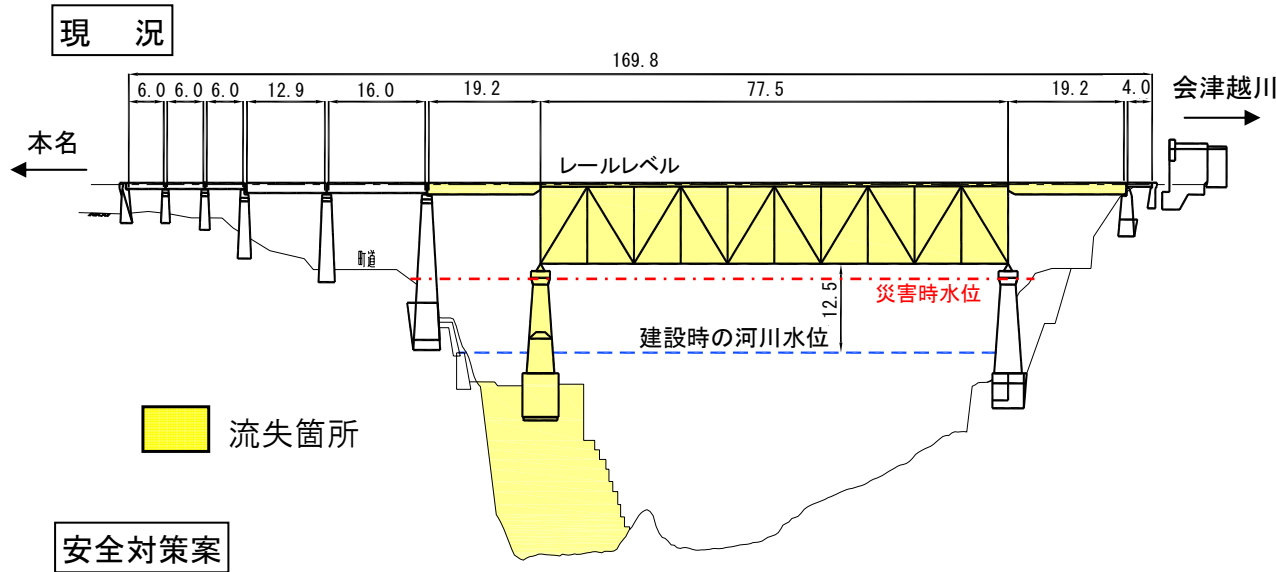 現　況
169.8
6.0 6.0 6.0 12.9 16.0 19.2 77.5 19.2 4.0
会津越川
本名
レールレベル
町道
災害時水位
12.5
建設時の河川水位
流失箇所
安全対策案